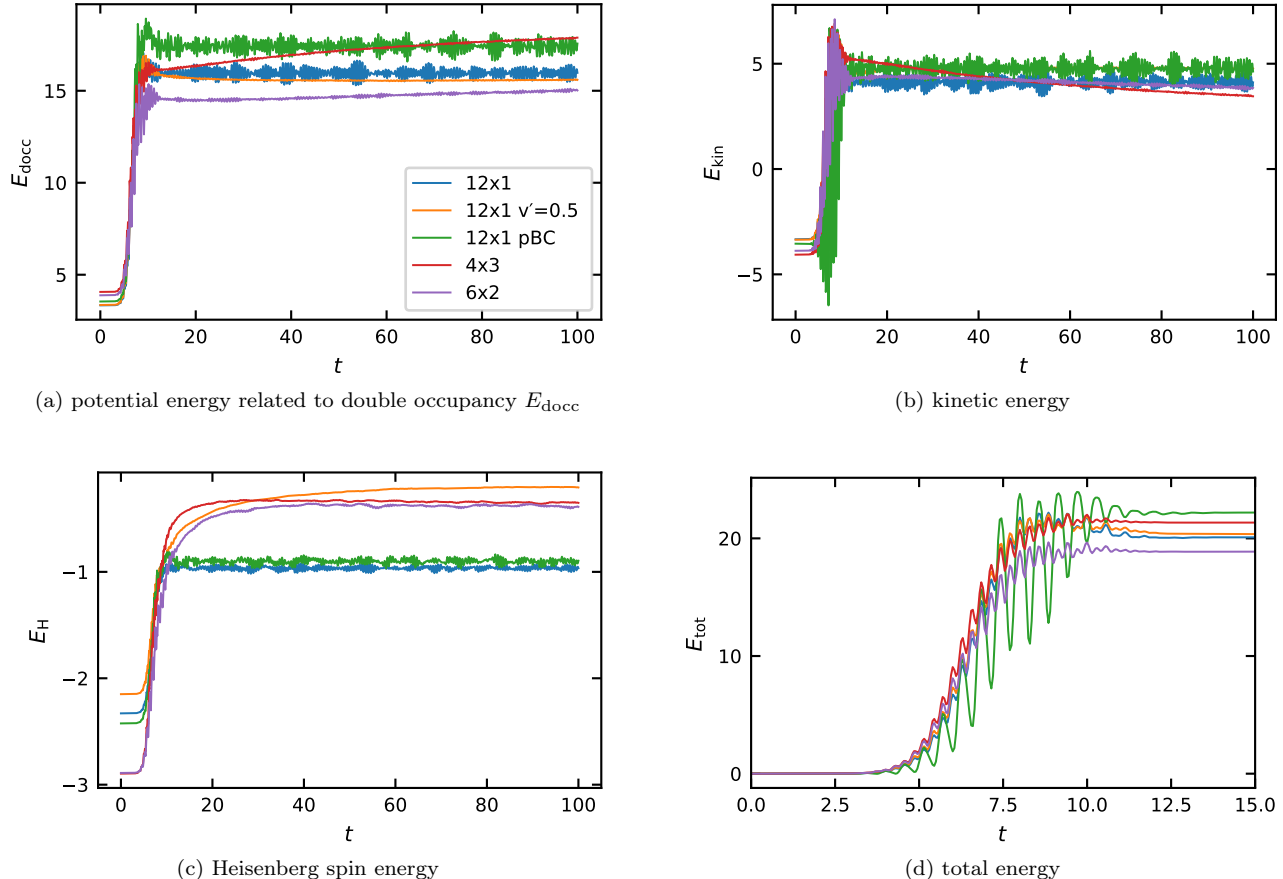 E_docc
15
10
5
0
20
40
60
80
100
t
12x1
12x1 v′=0.5
12x1 pBC
4x3
6x2
(a) potential energy related to double occupancy E_docc
E_kin
5
0
−5
0
20
40
60
80
100
t
(b) kinetic energy
E_H
−1
−2
−3
0
20
40
60
80
100
t
(c) Heisenberg spin energy
E_tot
20
10
0
0.0
2.5
5.0
7.5
10.0
12.5
15.0
t
(d) total energy